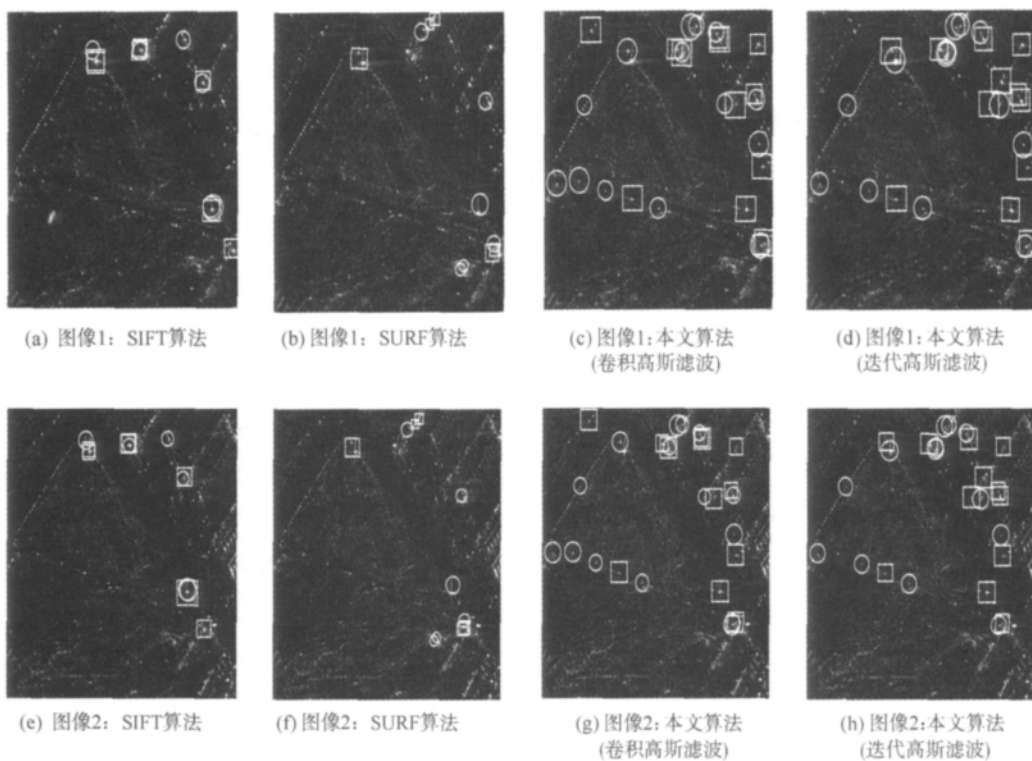 (a) 图像1：SIFT算法
(b) 图像1：SURF算法
(c) 图像1：本文算法
(卷积高斯滤波)
(d) 图像1：本文算法
(迭代高斯滤波)
(e) 图像2：SIFT算法
(f) 图像2：SURF算法
(g) 图像2：本文算法
(卷积高斯滤波)
(h) 图像2：本文算法
(迭代高斯滤波)